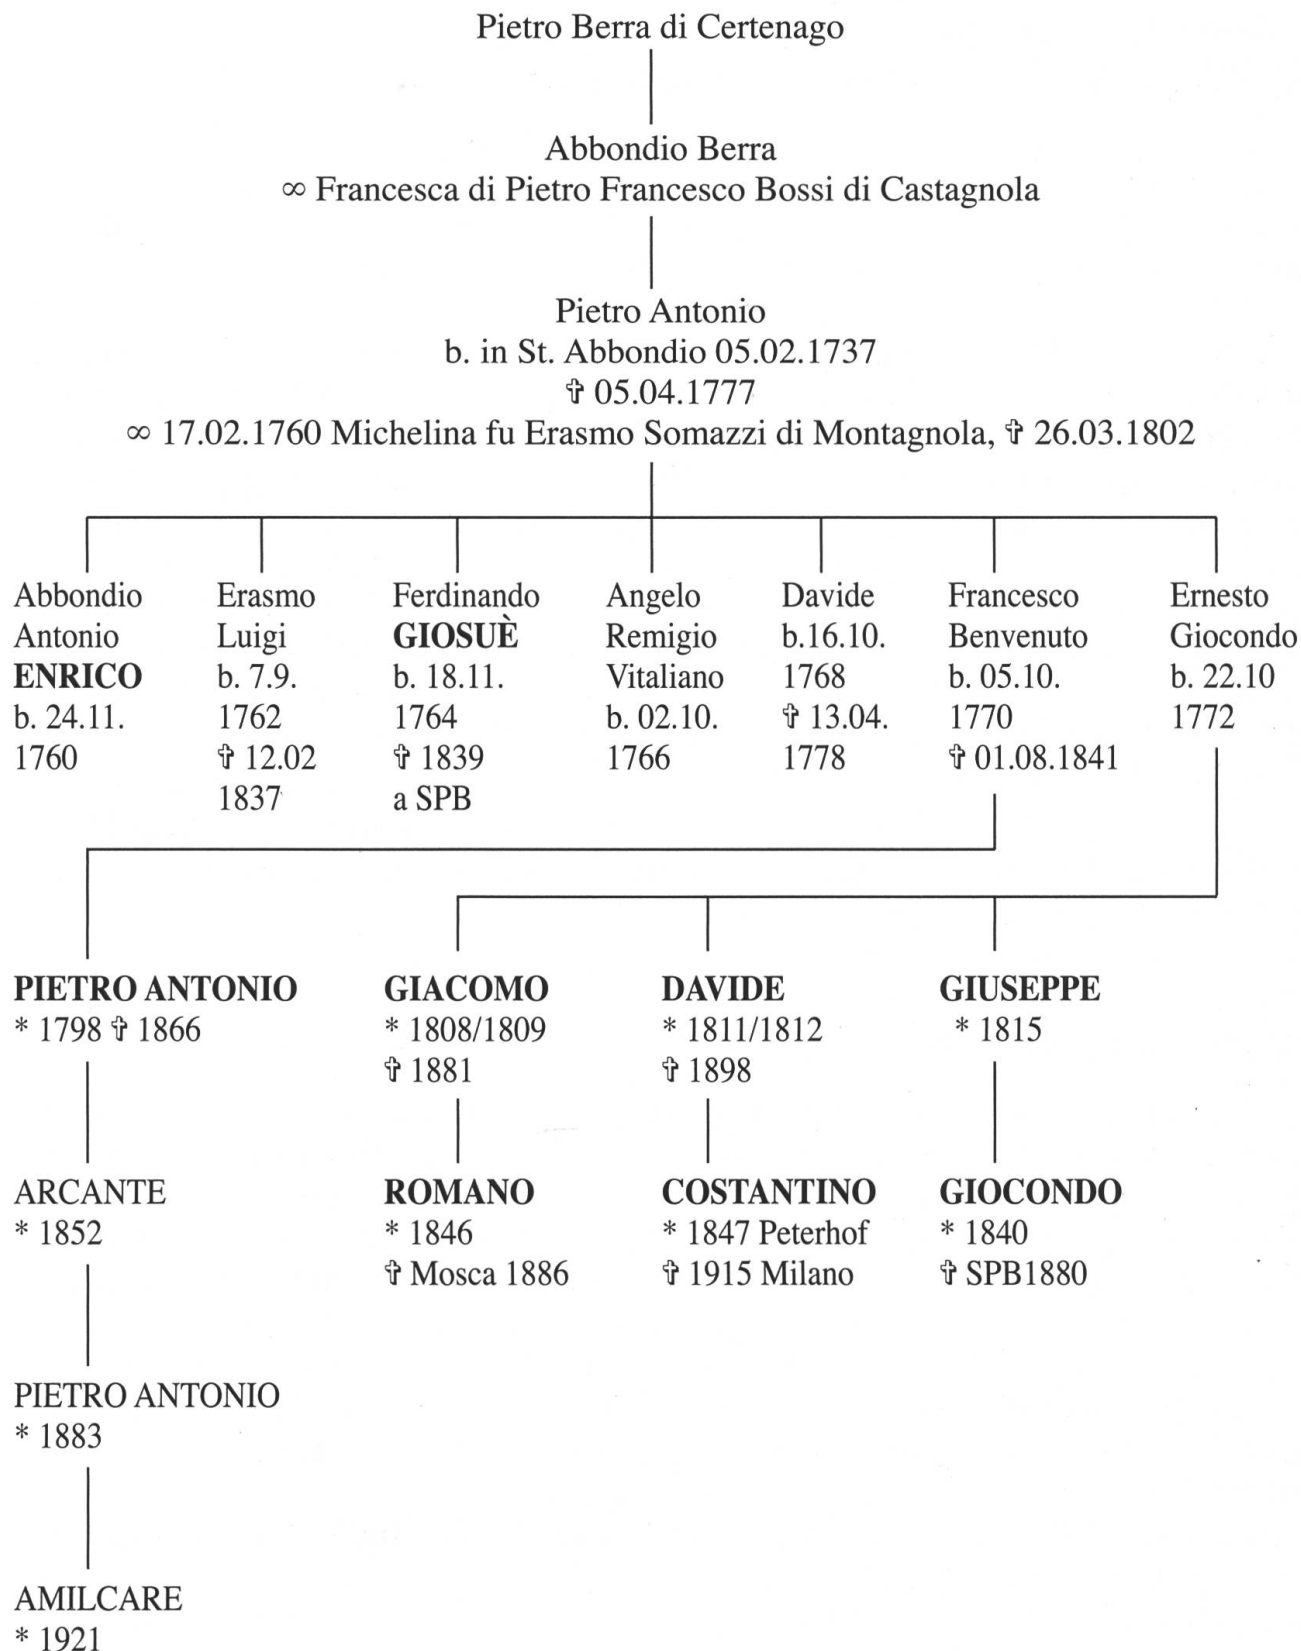 Pietro Berra di Certenago
Abbondio Berra
∞ Francesca di Pietro Francesco Bossi di Castagnola
Pietro Antonio
b. in St. Abbondio 05.02.1737
✞ 05.04.1777
∞ 17.02.1760 Michelina fu Erasmo Somazzi di Montagnola, ✞ 26.03.1802
Abbondio
Antonio
ENRICO
b. 24.11.
1760
Erasmo
Luigi
b. 7.9.
1762
✞ 12.02
1837
Ferdinando
GIOSUÈ
b. 18.11.
1764
✞ 1839
a SPB
Angelo
Remigio
Vitaliano
b. 02.10.
1766
Davide
b.16.10.
1768
✞ 13.04.
1778
Francesco
Benvenuto
b. 05.10.
1770
✞ 01.08.1841
Ernesto
Giocondo
b. 22.10
1772
PIETRO ANTONIO
* 1798 ✞ 1866
GIACOMO
* 1808/1809
✞ 1881
DAVIDE
* 1811/1812
✞ 1898
GIUSEPPE
* 1815
ARCANTE
* 1852
ROMANO
* 1846
✞ Mosca 1886
COSTANTINO
* 1847 Peterhof
✞ 1915 Milano
GIOCONDO
* 1840
✞ SPB1880
PIETRO ANTONIO
* 1883
AMILCARE
* 1921